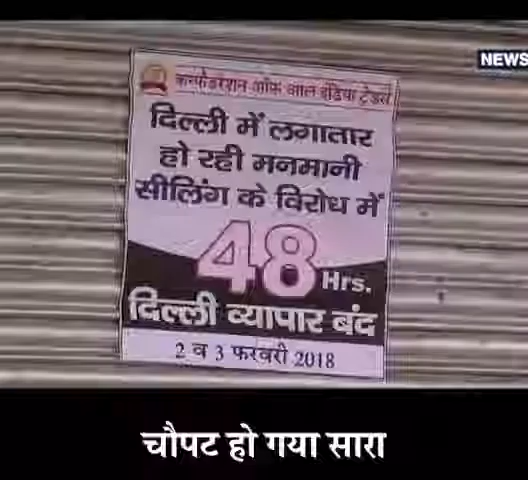 NEWS
कन्फेडरेशन ऑफ आल इंडिया ट्रेडर्स
दिल्ली में लगातार
हो रही मनमानी
सीलिंग के विरोध में
48 Hrs.
दिल्ली व्यापार बंद
2 व 3 फरवरी 2018
चौपट हो गया सारा